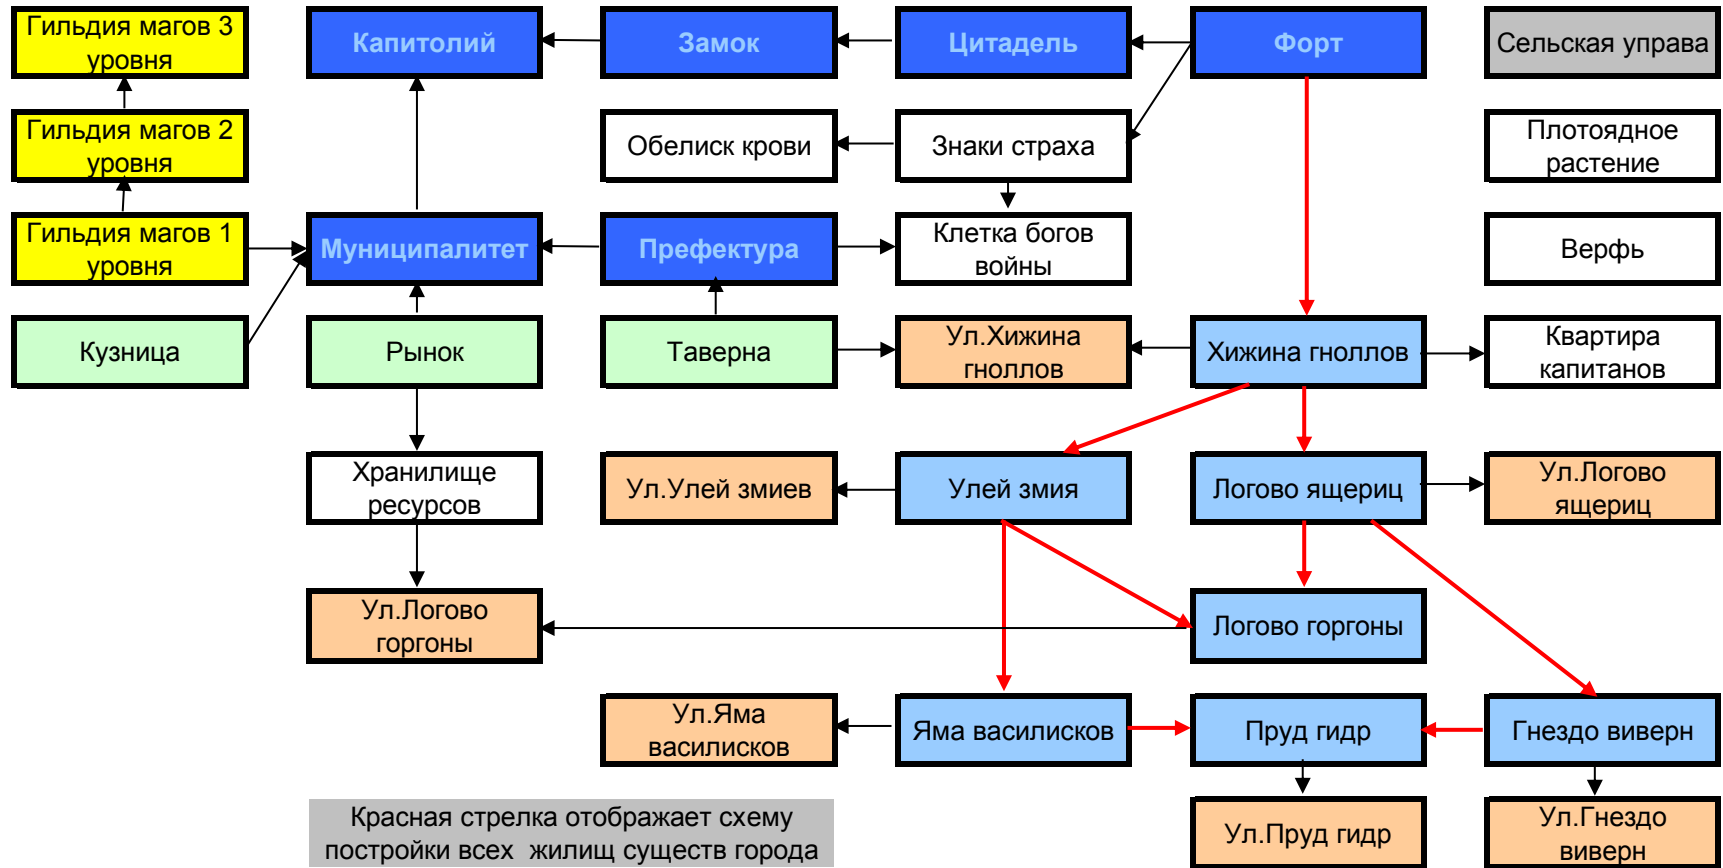 Гильдия магов 3
уровня
Капитолий
Замок
Цитадель
Форт
Сельская управа
Гильдия магов 2
уровня
Обелиск крови
Знаки страха
Плотоядное
растение
Гильдия магов 1
уровня
Муниципалитет
Префектура
Клетка богов
войны
Верфь
Кузница
Рынок
Таверна
Ул.Хижина
гноллов
Хижина гноллов
Квартира
капитанов
Хранилище
ресурсов
Ул.Улей змиев
Улей змия
Логово ящериц
Ул.Логово
ящериц
Ул.Логово
горгоны
Логово горгоны
Ул.Яма
василисков
Яма василисков
Пруд гидр
Гнездо виверн
Красная стрелка отображает схему
постройки всех жилищ существ города
Ул.Пруд гидр
Ул.Гнездо
виверн